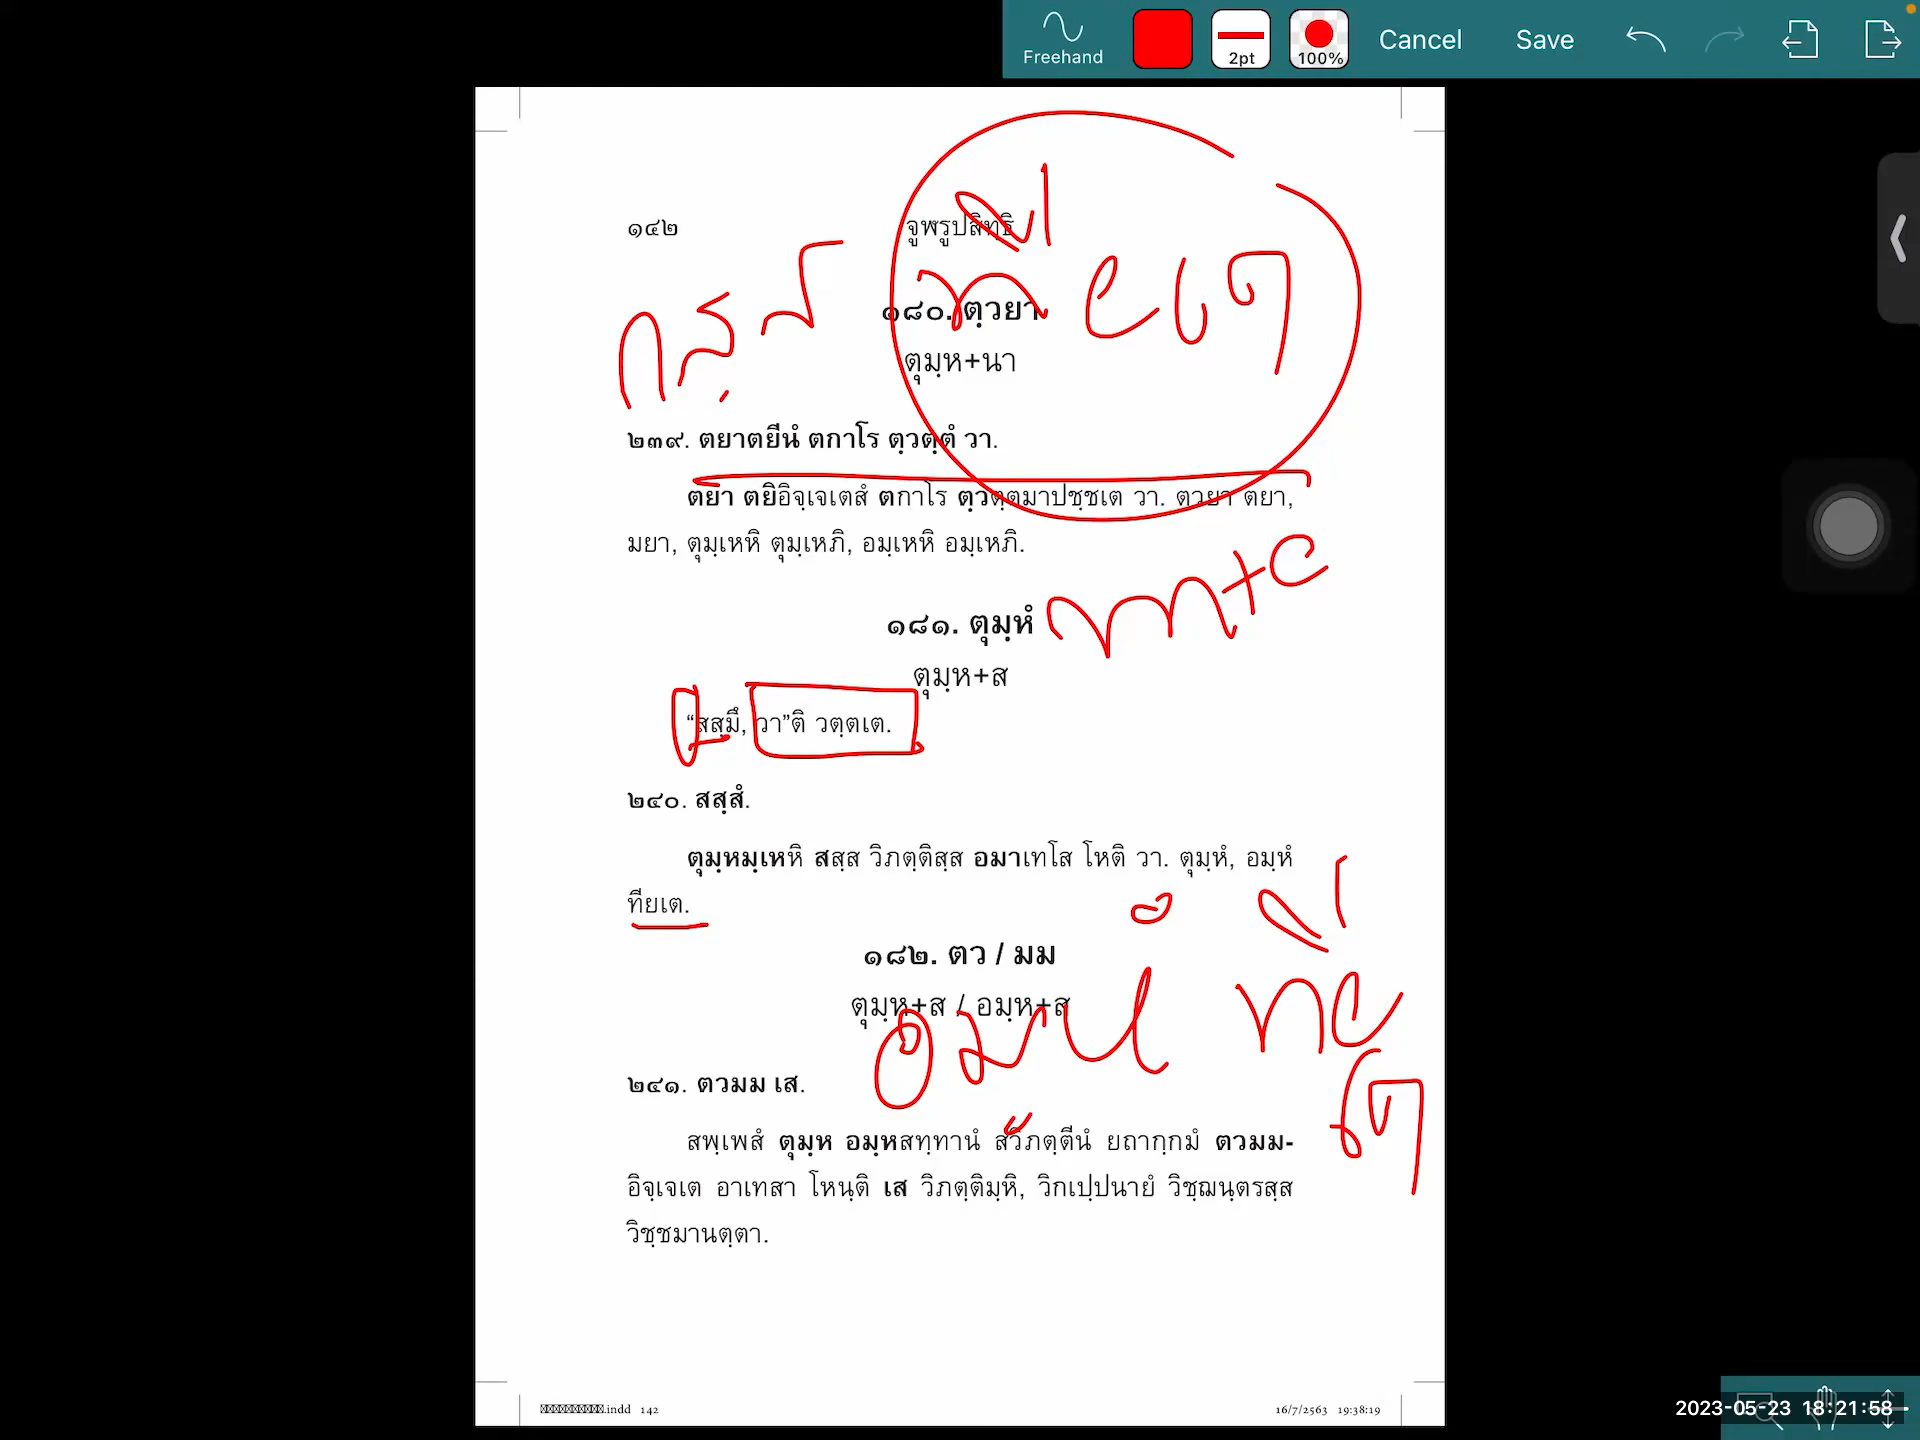 Freehand
2pt
100%
Cancel
Save
๑๔๒
จูฬรูปสิทฺธิ
๑๘๐. ตฺวยา
ตุมฺห+นา
๒๓๙. ตยาตยีนํ ตกาโร ตฺวตฺตํ วา.
ตยา ตยิอิจฺเจเตสํ ตกาโร ตฺวตฺตมาปชฺชเต วา. ตฺวยา ตยา,
มยา, ตุมฺเหหิ ตุมฺเหภิ, อมฺเหหิ อมฺเหภิ.
๑๘๑. ตุมฺหํ
ตุมฺห+ส
“สสฺมึ, วา”ติ วตฺตเต.
๒๔๐. สสฺสํ.
ตุมฺหมฺเหหิ สสฺส วิภตฺติสฺส อมาเทโส โหติ วา. ตุมฺหํ, อมฺหํ
ทียเต.
๑๘๒. ตว / มม
ตุมฺห+ส / อมฺห+ส
อมฺหํ ทียเต
๒๔๑. ตวมม เส.
สพฺเพสํ ตุมฺห อมฺหสทฺทานํ สวิภตฺตีนํ ยถากฺกมํ ตวมม-
อิจฺเจเต อาเทสา โหนฺติ เส วิภตฺติมฺหิ, วิกเปฺปนายํ วิชฺฌนฺตรสฺส
วิชฺชมานตฺตา.
.indd 142
16/7/2563 19:38:19
2023-05-23 18:21:58